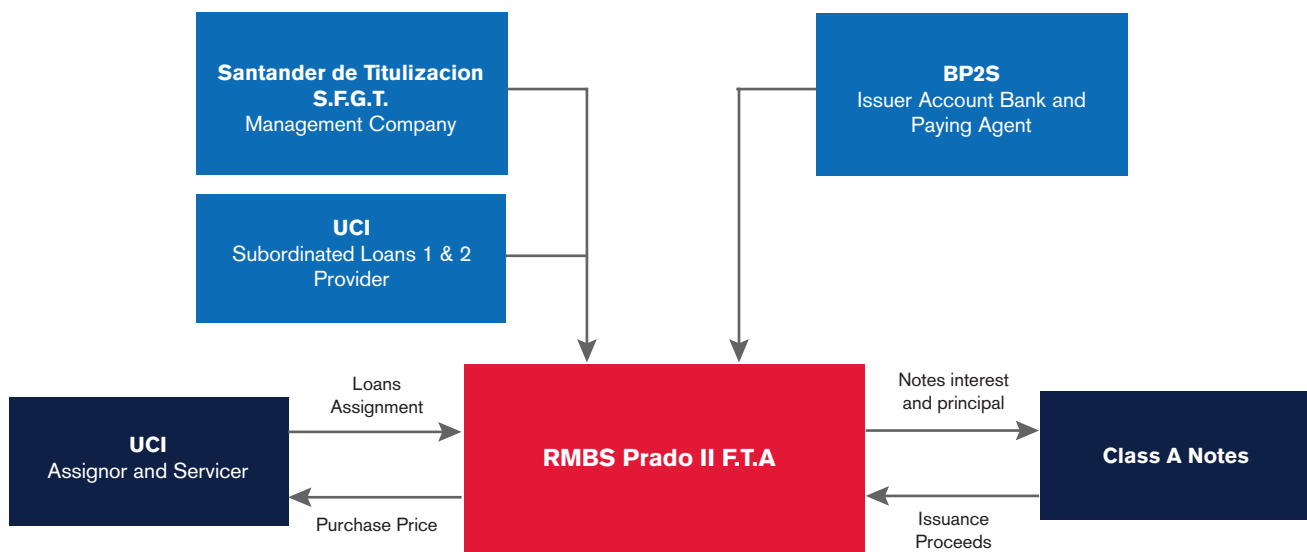 Santander de Titulizacion
S.F.G.T.
Management Company
BP2S
Issuer Account Bank and
Paying Agent
UCI
Subordinated Loans 1 & 2
Provider
UCI
Assignor and Servicer
Loans
Assignment
Purchase Price
RMBS Prado II F.T.A
Notes interest
and principal
Issuance
Proceeds
Class A Notes